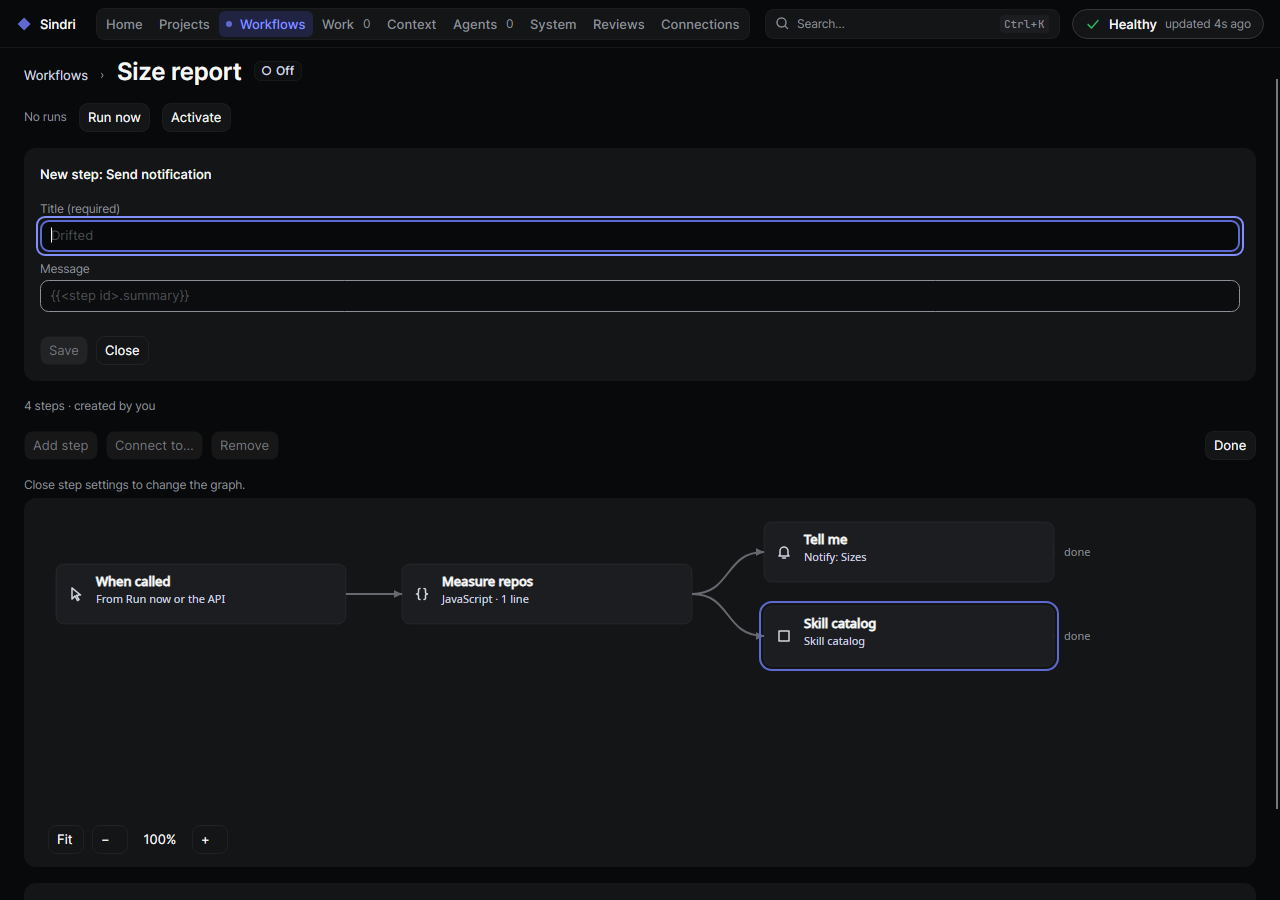 Sindri Home Projects Workflows Work 0 Context Agents 0 System Reviews Connections Search... Ctrl+K Healthy updated 4s ago
Workflows › Size report Off
No runs Run now Activate
New step: Send notification
Title (required)
Drifted
Message
{{<step id>.summary}}
Save Close
4 steps · created by you
Add step Connect to... Remove Done
Close step settings to change the graph.
Tell me
Notify: Sizes
done
When called
From Run now or the API
Measure repos
JavaScript · 1 line
Skill catalog
Skill catalog
done
Fit − 100% +